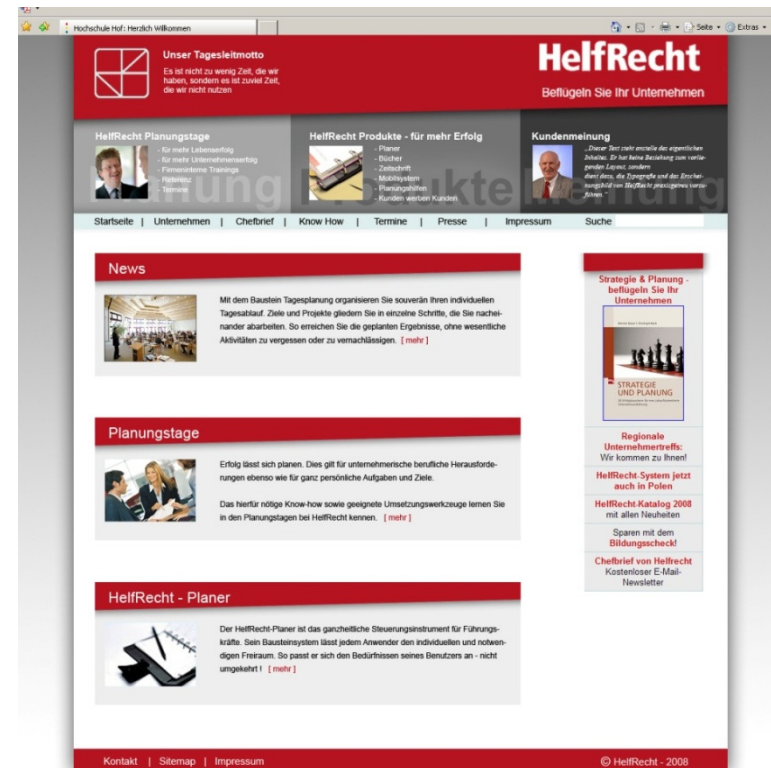 Hochschule Hof: Herzlich Willkommen
Seite
Extras
Unser Tagesleitmotto
Es ist nicht zu wenig Zeit, die wir
haben, sondern es ist zuviel Zeit,
die wir nicht nutzen
HelfRecht
Beflügeln Sie Ihr Unternehmen
HelfRecht Planungstage
- für mehr Lebenserfolg
- für mehr Unternehmenserfolg
- Firmeninterne Trainings
- Referenz
- Termine
HelfRecht Produkte - für mehr Erfolg
- Planer
- Bücher
- Zeitschrift
- Mobilsystem
- Planungshilfen
- Kunden werben Kunden
Kundenmeinung
„Dieser Text steht anstelle des eigentlichen
Inhaltes. Er hat keine Beziehung zum vorlie-
genden Layout, sondern
dient dazu, die Typografie und das Erschei-
nungsbild von HelfRecht praxisgenau vorzu-
führen.“
Planung Produkte Meinung
Startseite | Unternehmen | Chefbrief | Know How | Termine | Presse | Impressum Suche
News
Mit dem Baustein Tagesplanung organisieren Sie souverän Ihren individuellen
Tagesablauf. Ziele und Projekte gliedern Sie in einzelne Schritte, die Sie nachei-
nander abarbeiten. So erreichen Sie die geplanten Ergebnisse, ohne wesentliche
Aktivitäten zu vergessen oder zu vernachlässigen. [ mehr ]
Planungstage
Erfolg lässt sich planen. Dies gilt für unternehmerische berufliche Herausforde-
rungen ebenso wie für ganz persönliche Aufgaben und Ziele.
Das hierfür nötige Know-how sowie geeignete Umsetzungswerkzeuge lernen Sie
in den Planungstagen bei HelfRecht kennen. [ mehr ]
HelfRecht - Planer
Der HelfRecht-Planer ist das ganzheitliche Steuerungsinstrument für Führungs-
kräfte. Sein Bausteinsystem lässt jedem Anwender den individuellen und notwen-
digen Freiraum. So passt er sich den Bedürfnissen seines Benutzers an - nicht
umgekehrt ! [ mehr ]
Strategie & Planung -
beflügeln Sie Ihr
Unternehmen
STRATEGIE
UND PLANUNG
Regionale
Unternehmertreffs:
Wir kommen zu Ihnen!
HelfRecht-System jetzt
auch in Polen
HelfRecht-Katalog 2008
mit allen Neuheiten
Sparen mit dem
Bildungsscheck!
Chefbrief von Helfrecht
Kostenloser E-Mail-
Newsletter
Kontakt | Sitemap | Impressum
© HelfRecht - 2008